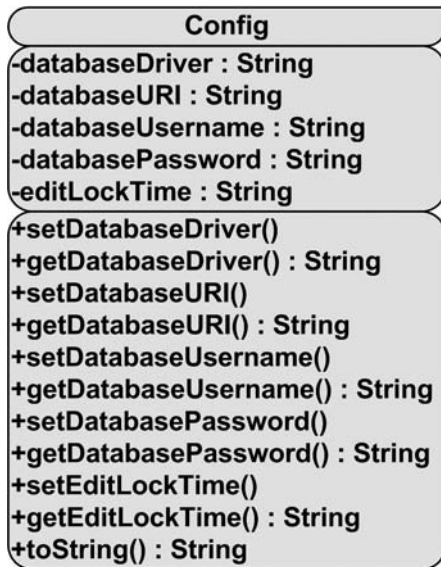 Config
-databaseDriver : String
-databaseURI : String
-databaseUsername : String
-databasePassword : String
-editLockTime : String
+setDatabaseDriver()
+getDatabaseDriver() : String
+setDatabaseURI()
+getDatabaseURI() : String
+setDatabaseUsername()
+getDatabaseUsername() : String
+setDatabasePassword()
+getDatabasePassword() : String
+setEditLockTime()
+getEditLockTime() : String
+toString() : String